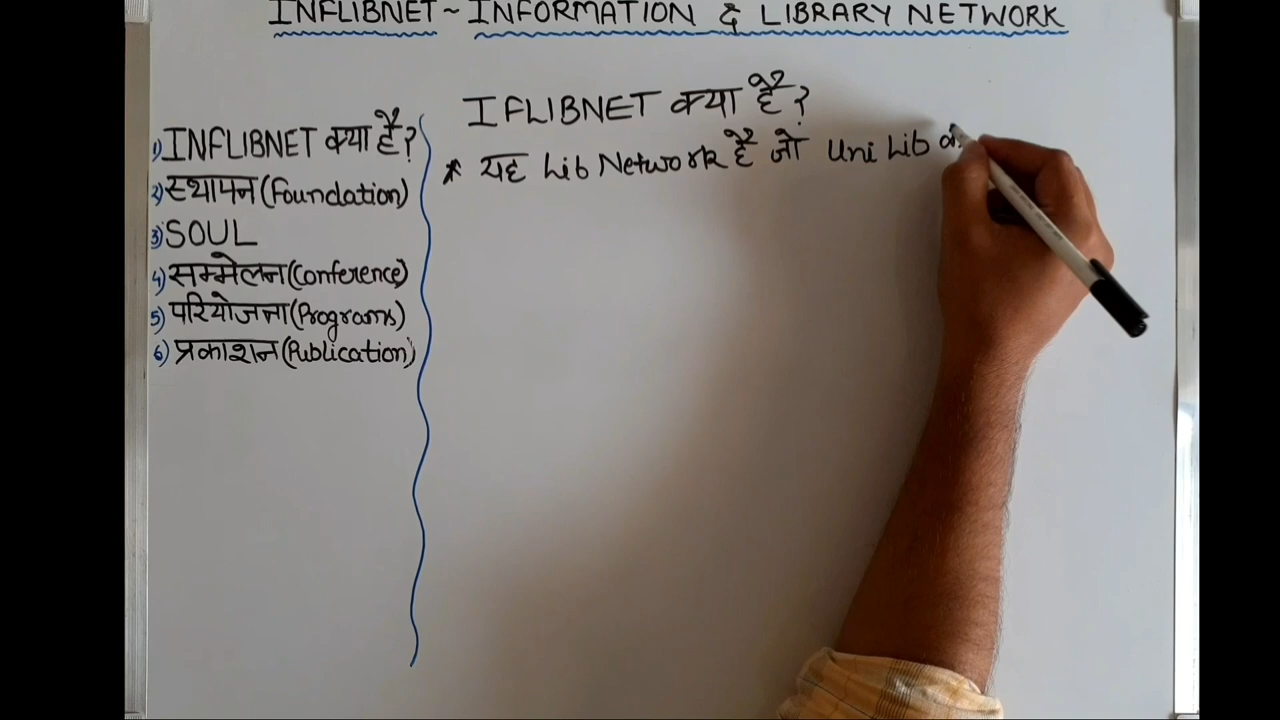 INFLIBNET ~ INFORMATION & LIBRARY NETWORK
1) INFLIBNET क्या है?
2) स्थापन (Foundation)
3) SOUL
4) सम्मेलन (Conference)
5) परियोजना (Programs)
6) प्रकाशन (Publication)
IFLIBNET क्या है?
* यह Lib Network है जो Uni Lib